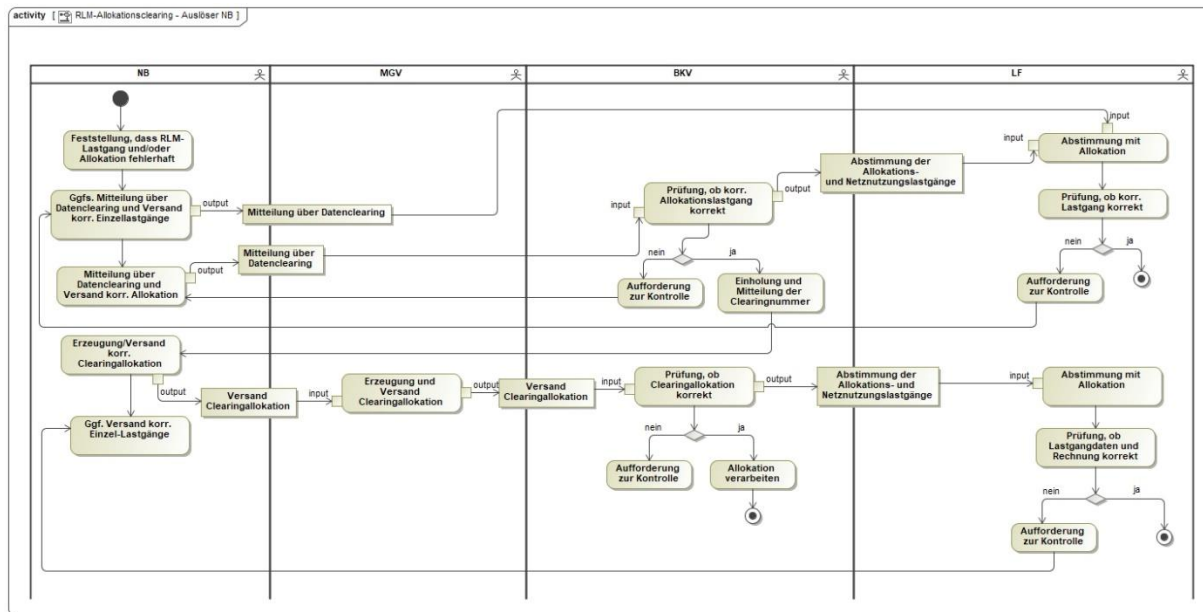 activity [ RLM-Allokationsclearing - Auslöser NB ]
NB
MGV
BKV
LF
Feststellung, dass RLM-
Lastgang und/oder
Allokation fehlerhaft
input
input
Abstimmung mit
Allokation
Abstimmung der
Allokations-
und Netznutzungslastgänge
Ggfs. Mitteilung über
Datenclearing und Versand
korr. Einzellastgänge
output
Mitteilung über Datenclearing
input
Prüfung, ob korr.
Allokationslastgang
korrekt
output
Prüfung, ob korr.
Lastgang korrekt
nein
ja
Mitteilung über
Datenclearing und
Versand korr. Allokation
output
Mitteilung über
Datenclearing
nein
ja
Aufforderung
zur Kontrolle
Einholung und
Mitteilung der
Clearingnummer
Aufforderung
zur Kontrolle
Erzeugung/Versand
korr.
Clearingallokation
output
Versand
Clearingallokation
input
Erzeugung und
Versand
Clearingallokation
output
Versand
Clearingallokation
input
Prüfung, ob
Clearingallokation
korrekt
output
Abstimmung der
Allokations- und
Netznutzungslastgänge
input
Abstimmung mit
Allokation
Ggf. Versand korr.
Einzel-Lastgänge
nein
ja
Prüfung, ob
Lastgangdaten und
Rechnung korrekt
Aufforderung
zur Kontrolle
Allokation
verarbeiten
nein
ja
Aufforderung
zur Kontrolle